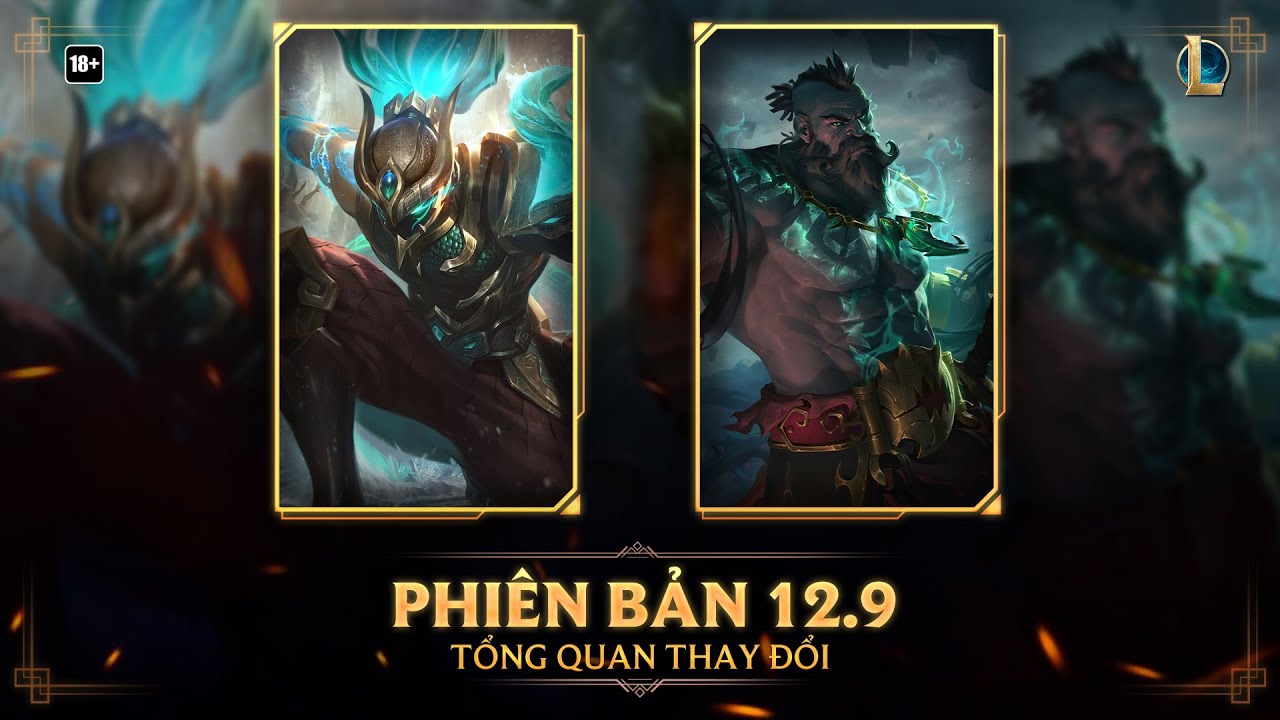 18+
PHIÊN BẢN 12.9
TỔNG QUAN THAY ĐỔI